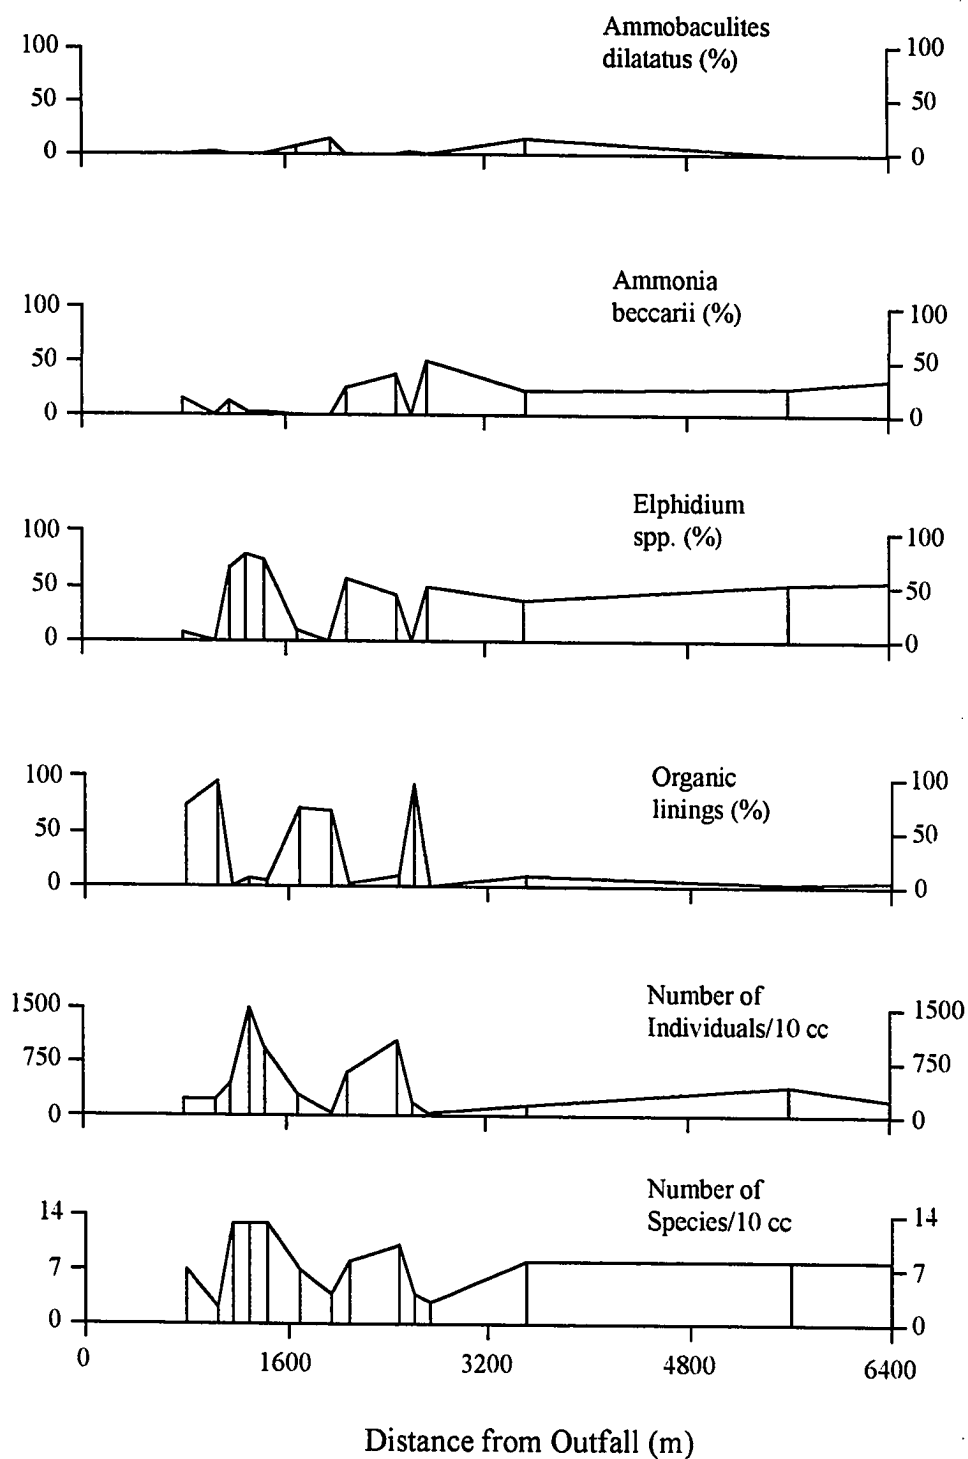 Ammobaculites
dilatatus (%)
100
50
0
100
50
0
Ammonia
beccarii (%)
100
50
0
100
50
0
Elphidium
spp. (%)
100
50
0
100
50
0
Organic
linings (%)
100
50
0
100
50
0
Number of
Individuals/10 cc
1500
750
0
1500
750
0
Number of
Species/10 cc
14
7
0
14
7
0
0 1600 3200 4800 6400
Distance from Outfall (m)